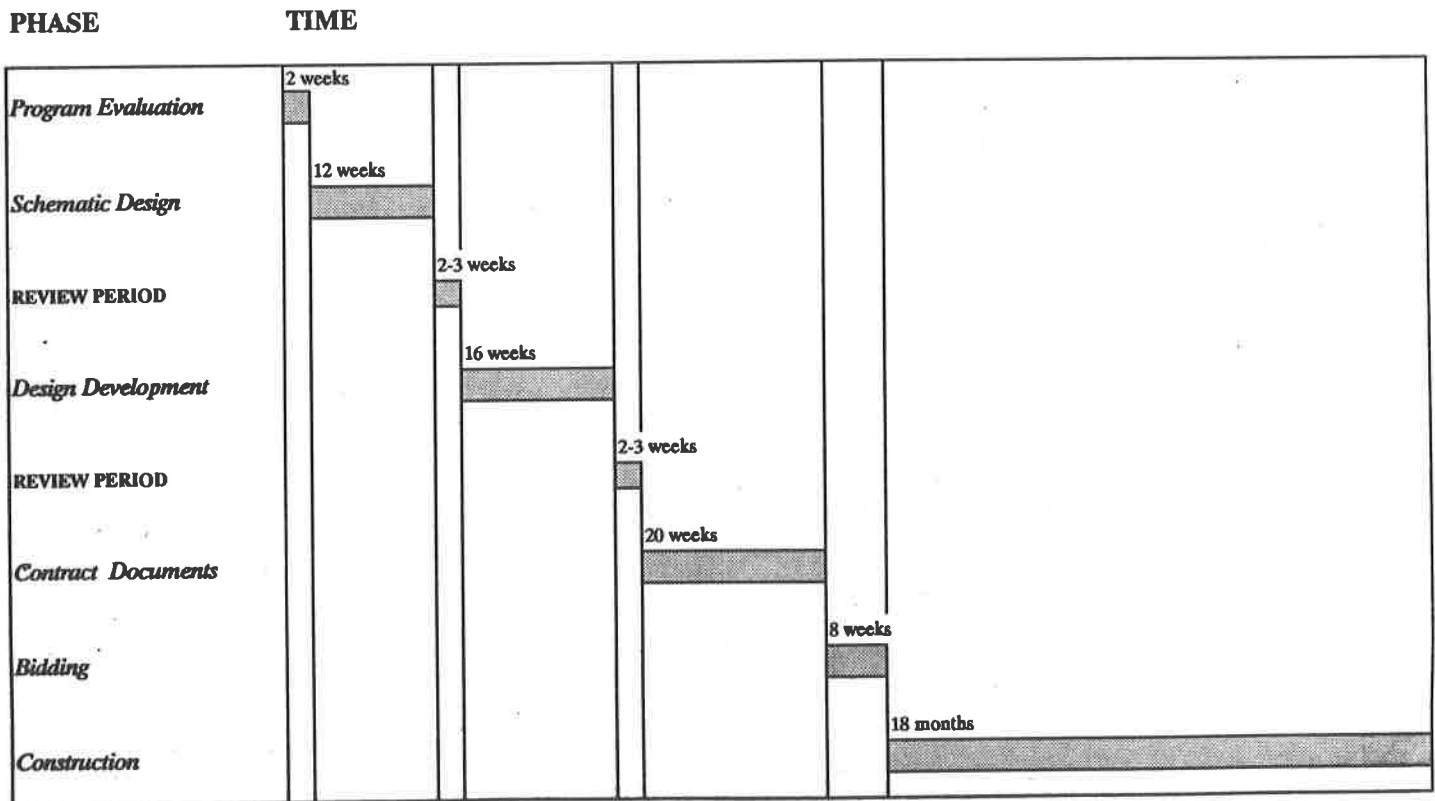 PHASE TIME
2 weeks
Program Evaluation
12 weeks
Schematic Design
2-3 weeks
REVIEW PERIOD
16 weeks
Design Development
2-3 weeks
REVIEW PERIOD
20 weeks
Contract Documents
8 weeks
Bidding
18 months
Construction